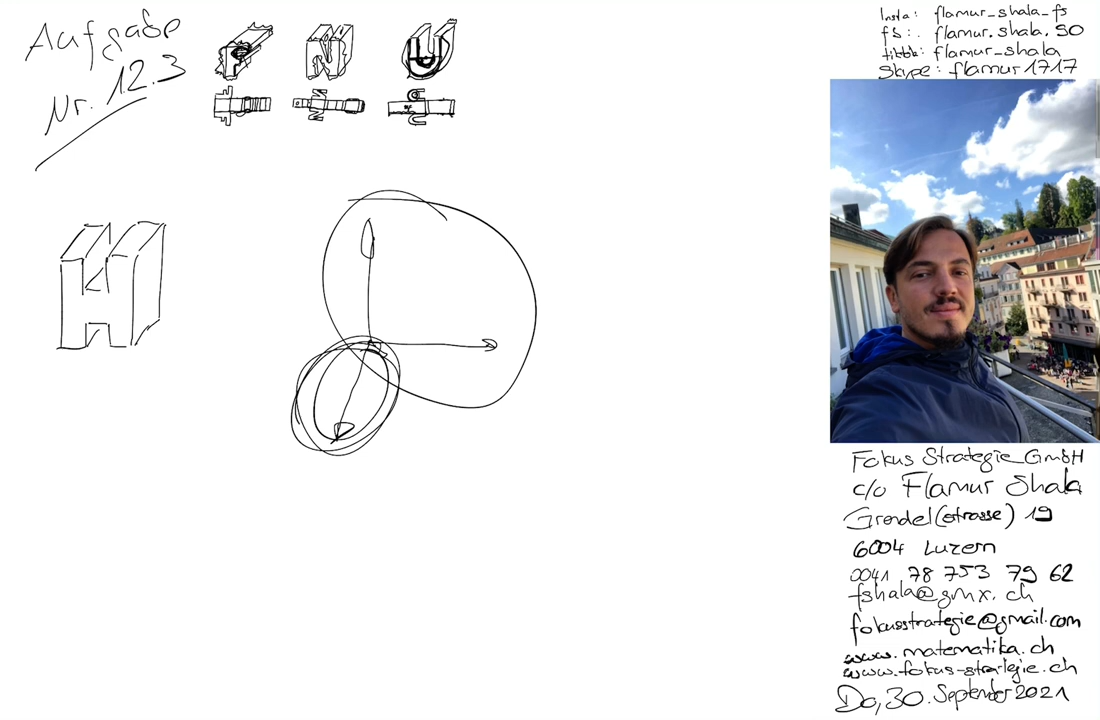 Aufgabe
Nr. 12.3
Insta: flamur_shala_fs
fs: flamur.shala.90
tiktok: flamur_shala
Skype: flamur1717
Fokus Strategie GmbH
c/o Flamur Shala
Grendel(strasse) 19
6004 Luzern
0041 78 753 79 62
fshala@gmx.ch
fokusstrategie@gmail.com
www.matematika.ch
www.fokus-strategie.ch
Do, 30. September 2021